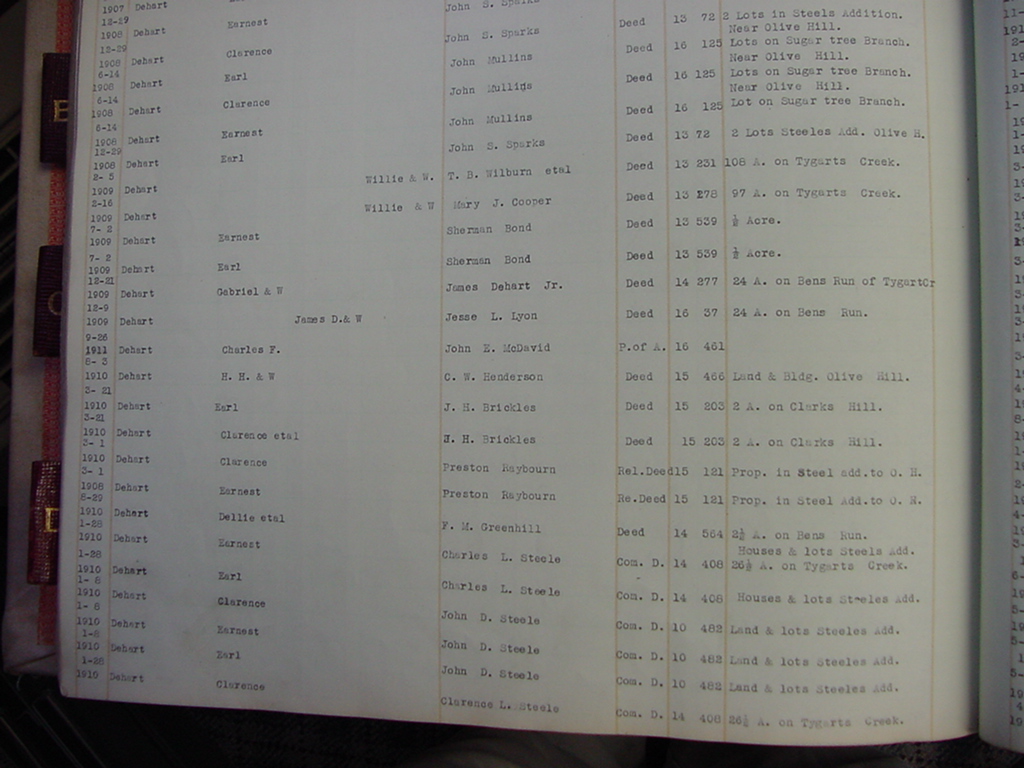 1907 Dehart John S. Sparks
12-29 Earnest Deed 13 72 2 Lots in Steels Addition.
1908 Dehart John S. Sparks Near Olive Hill.
12-29 Clarence Deed 16 125 Lots on Sugar tree Branch.
1908 Dehart John Mullins Near Olive Hill.
6-14 Earl Deed 16 125 Lots on Sugar tree Branch.
1908 Dehart John Mullins Near Olive Hill.
6-14 Clarence Deed 16 125 Lot on Sugar tree Branch.
1908 Dehart John Mullins
6-14 Earnest Deed 13 72 2 Lots Steeles Add. Olive H.
1908 Dehart John S. Sparks
12-29 Earl Deed 13 231 108 A. on Tygarts Creek.
1908 Dehart Willie & W. T. B. Wilburn etal
2- 5 Deed 13 278 97 A. on Tygarts Creek.
1909 Dehart Willie & W Mary J. Cooper
2-16 Deed 13 539 ½ Acre.
1909 Dehart Sherman Bond
7- 2 Earnest
1909 Dehart Sherman Bond Deed 13 539 ½ Acre.
7- 2 Earl
1909 Dehart James Dehart Jr. Deed 14 277 24 A. on Bens Run of TygartCr
12-21 Gabriel & W
1909 Dehart James D.& W Jesse L. Lyon Deed 16 37 24 A. on Bens Run.
12-9
1909 Dehart
9-26
1911 Dehart Charles F. John E. McDavid P.of A. 16 461
8- 3
1910 Dehart H. H. & W C. W. Henderson Deed 15 466 Land & Bldg. Olive Hill.
3- 21
1910 Dehart Earl J. H. Brickles Deed 15 203 2 A. on Clarks Hill.
3-21
1910 Dehart Clarence etal J. H. Brickles Deed 15 203 2 A. on Clarks Hill.
3- 1
1910 Dehart Clarence Preston Raybourn Rel.Deed 15 121 Prop. in Steel add.to O. H.
3- 1
1908 Dehart Earnest Preston Raybourn Re.Deed 15 121 Prop. in Steel Add.to O. H.
8-29
1910 Dehart Dellie etal F. M. Greenhill Deed 14 564 2½ A. on Bens Run.
1-28 Houses & lots Steels Add.
1910 Dehart Earnest Charles L. Steele Com. D. 14 408 26½ A. on Tygarts Creek.
1-28
1910 Dehart Earl Charles L. Steele Com. D. 14 408 Houses & lots Steeles Add.
1- 8
1910 Dehart Clarence John D. Steele Com. D. 10 482 Land & lots Steeles Add.
1- 8
1910 Dehart Earnest John D. Steele Com. D. 10 482 Land & lots Steeles Add.
1-8
1910 Dehart Earl John D. Steele Com. D. 10 482 Land & lots Steeles Add.
1-28
1910 Dehart Clarence Clarence L. Steele Com. D. 14 408 26½ A. on Tygarts Creek.